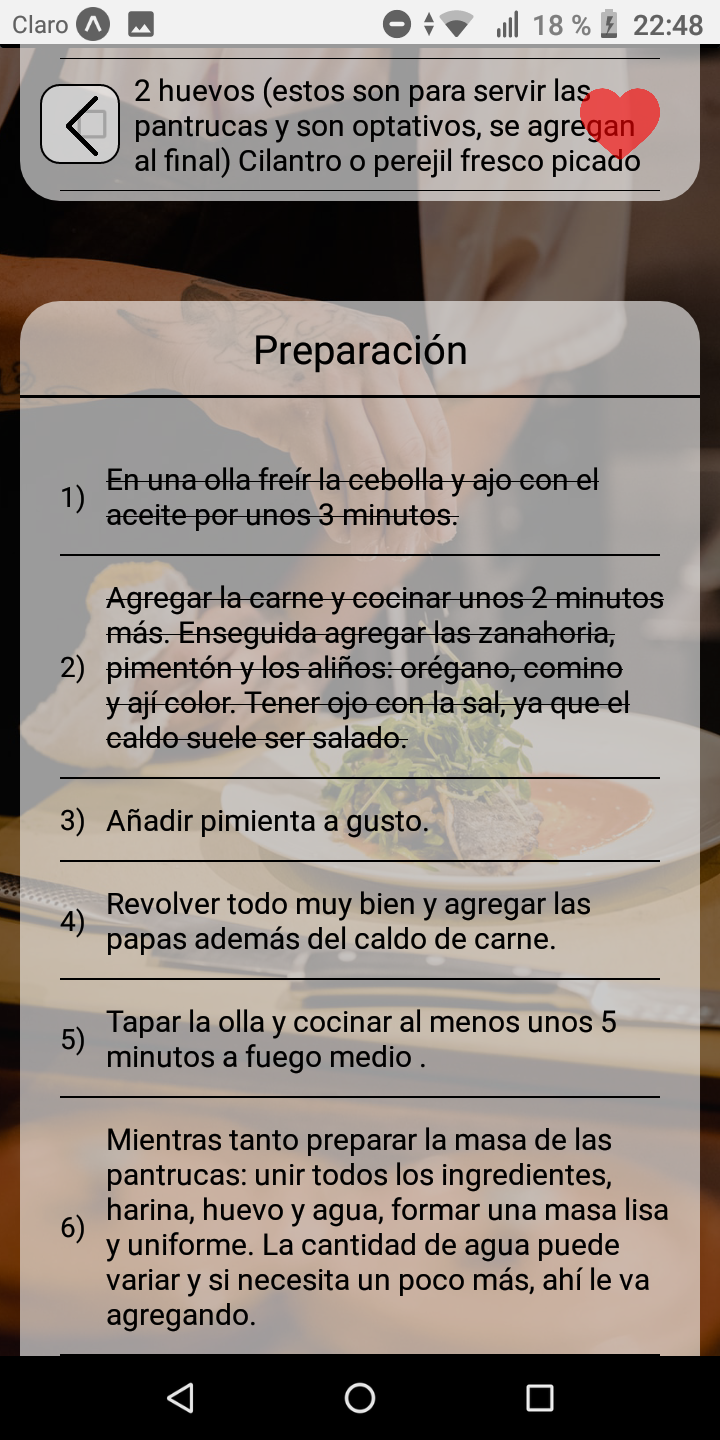 Claro
18 %
22:48
2 huevos (estos son para servir las
pantrucas y son optativos, se agregan
al final) Cilantro o perejil fresco picado
Preparación
1) En una olla freír la cebolla y ajo con el
aceite por unos 3 minutos.
2) Agregar la carne y cocinar unos 2 minutos
más. Enseguida agregar las zanahoria,
pimentón y los aliños: orégano, comino
y ají color. Tener ojo con la sal, ya que el
caldo suele ser salado.
3) Añadir pimienta a gusto.
4) Revolver todo muy bien y agregar las
papas además del caldo de carne.
5) Tapar la olla y cocinar al menos unos 5
minutos a fuego medio .
6) Mientras tanto preparar la masa de las
pantrucas: unir todos los ingredientes,
harina, huevo y agua, formar una masa lisa
y uniforme. La cantidad de agua puede
variar y si necesita un poco más, ahí le va
agregando.